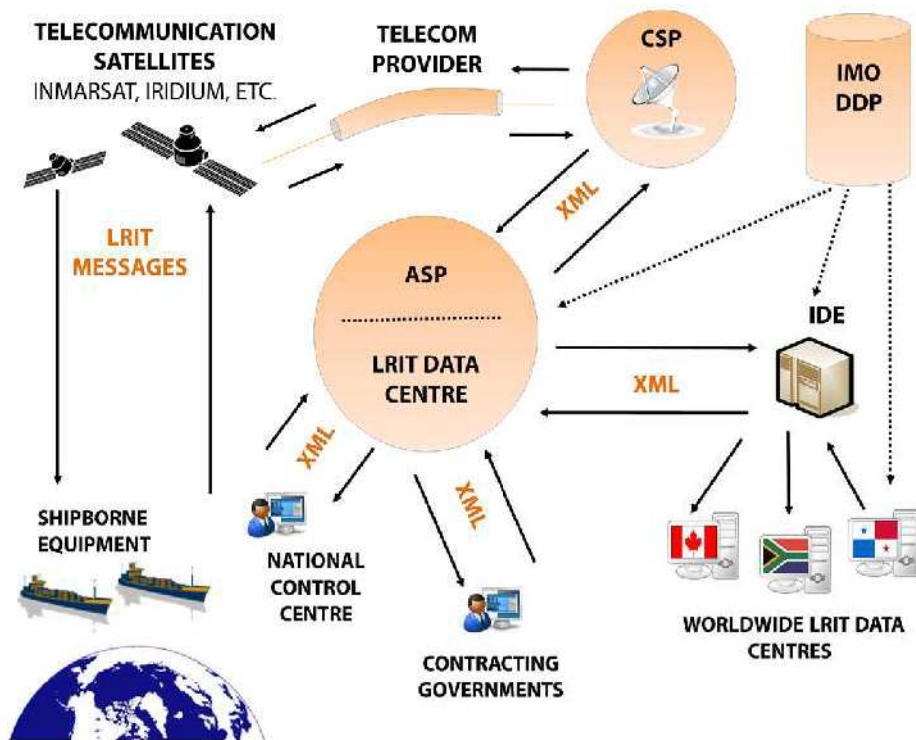 TELECOMMUNICATION
SATELLITES
INMARSAT, IRIDIUM, ETC.
TELECOM
PROVIDER
CSP
IMO
DDP
LRIT
MESSAGES
XML
ASP
LRIT DATA
CENTRE
IDE
XML
XML
XML
SHIPBORNE
EQUIPMENT
NATIONAL
CONTROL
CENTRE
CONTRACTING
GOVERNMENTS
WORLDWIDE LRIT DATA
CENTRES